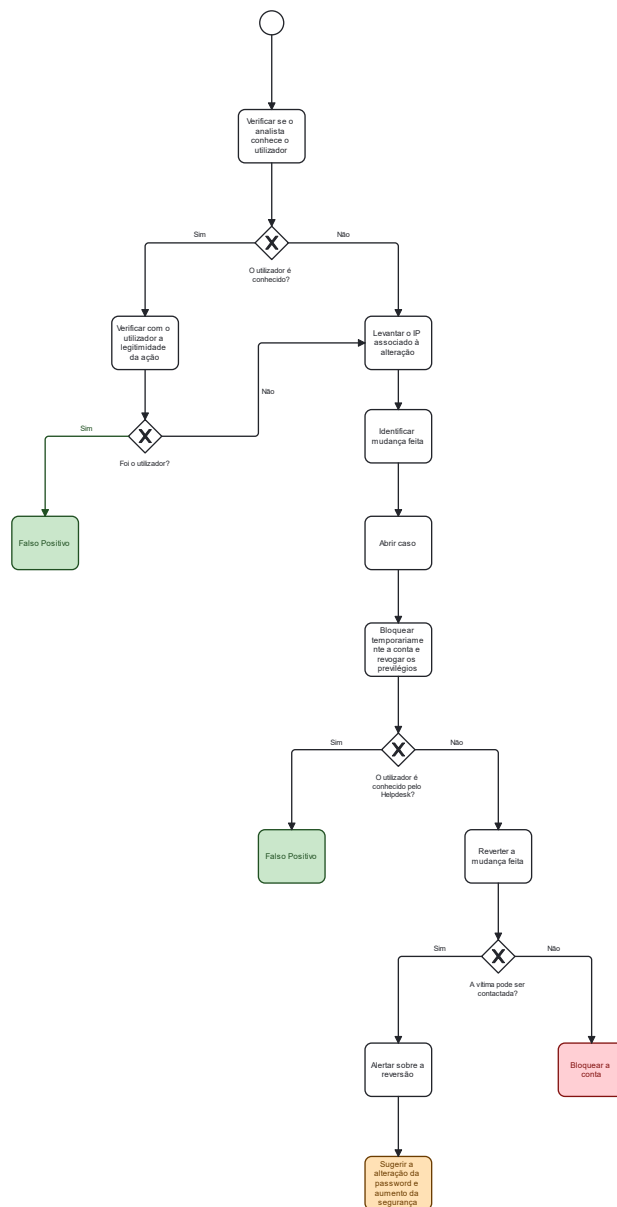 Verificar se o
analista
conhece o
utilizador
Sim
Não
O utilizador é
conhecido?
Verificar com o
utilizador a
legitimidade
da ação
Levantar o IP
associado à
alteração
Não
Sim
Foi o utilizador?
Identificar
mudança feita
Falso Positivo
Abrir caso
Bloquear
temporariame
nte a conta e
revogar os
previlégios
Sim
Não
O utilizador é
conhecido pelo
Helpdesk?
Falso Positivo
Reverter a
mudança feita
Sim
Não
A vítima pode ser
contactada?
Alertar sobre a
reversão
Bloquear a
conta
Sugerir a
alteração da
password e
aumento da
segurança